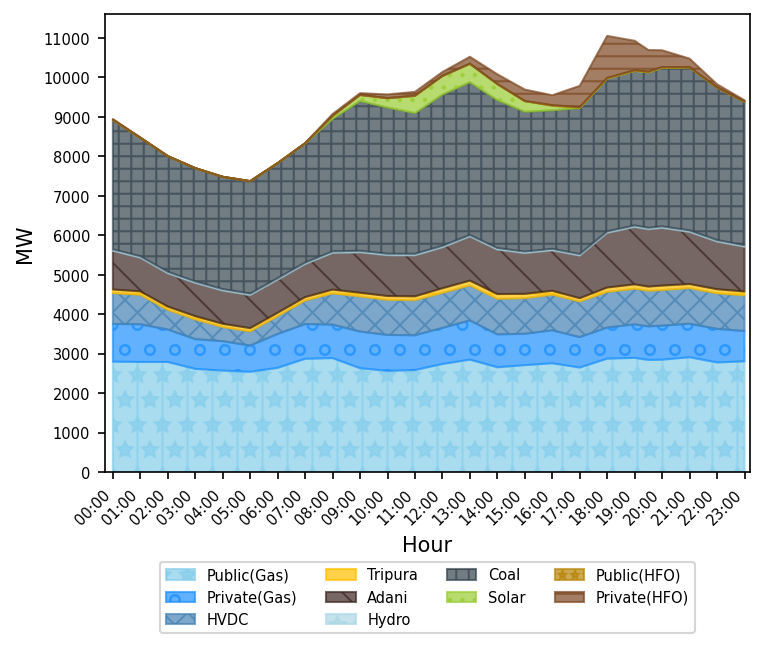 11000
10000
9000
8000
7000
6000
5000
4000
3000
2000
1000
0
MW
00:00 01:00 02:00 03:00 04:00 05:00 06:00 07:00 08:00 09:00 10:00 11:00 12:00 13:00 14:00 15:00 16:00 17:00 18:00 19:00 20:00 21:00 22:00 23:00
Hour
Public(Gas) Tripura Coal Public(HFO)
Private(Gas) Adani Solar Private(HFO)
HVDC Hydro